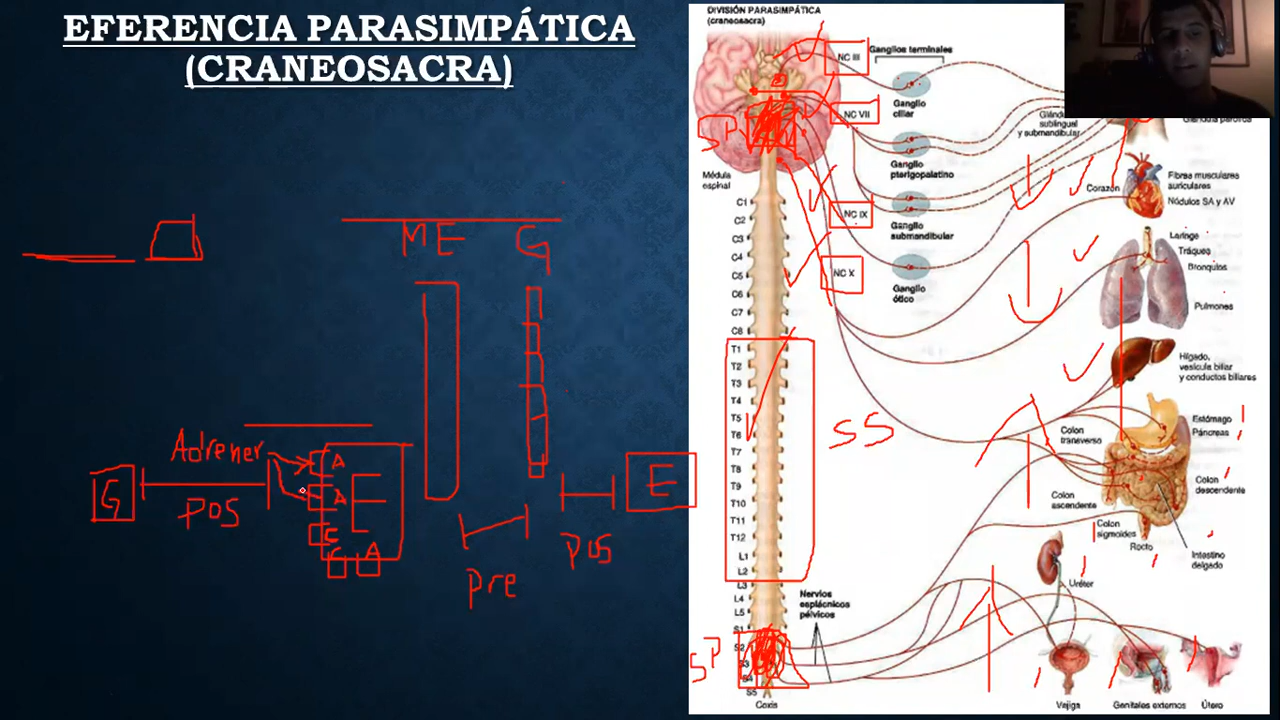 EFERENCIA PARASIMPÁTICA
(CRANEOSACRA)
ME G
Adrener
G
POS
A
A
C
C A
E
pre
POS
E
DIVISIÓN PARASIMPÁTICA
(craneosacra)
NC III
Ganglios terminales
Ganglio
ciliar
SP
NC VII
sublingual
y submandibular
Glándula parótida
Ganglio
pterigopalatino
Médula
espinal
Corazón
Fibras musculares
auriculares
Nódulos SA y AV
NC IX
Ganglio
submandibular
C1
C2
C3
C4
C5
C6
C7
C8
T1
T2
T3
T4
T5
T6
T7
T8
T9
T10
T11
T12
L1
L2
L3
L4
L5
S1
S2
S3
S4
S5
Coxis
NC X
Ganglio
ótico
Laringe
Tráquea
Bronquios
Pulmones
Hígado,
vesícula biliar
y conductos biliares
SS
Colon
transverso
Estómago
Páncreas
Colon
ascendente
Colon
descendente
Colon
sigmoides
Recto
Intestino
delgado
Uréter
Nervios
esplácnicos
pélvicos
SP
Vejiga
Genitales externos
Útero